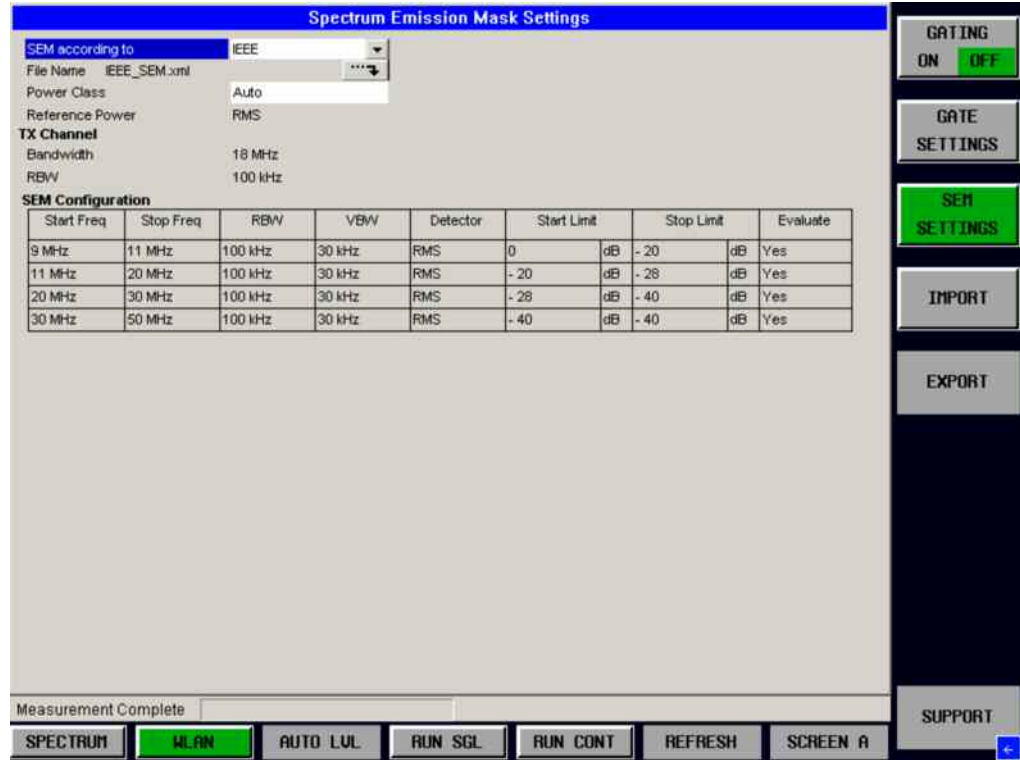 Spectrum Emission Mask Settings
SEM according to IEEE
File Name IEEE_SEM.xml
Power Class Auto
Reference Power RMS
TX Channel
Bandwidth 18 MHz
RBW 100 kHz
SEM Configuration
Start Freq Stop Freq RBW VBW Detector Start Limit Stop Limit Evaluate
9 MHz 11 MHz 100 kHz 30 kHz RMS 0 dB - 20 dB Yes
11 MHz 20 MHz 100 kHz 30 kHz RMS - 20 dB - 28 dB Yes
20 MHz 30 MHz 100 kHz 30 kHz RMS - 28 dB - 40 dB Yes
30 MHz 50 MHz 100 kHz 30 kHz RMS - 40 dB - 40 dB Yes
Measurement Complete
SPECTRUM WLAN AUTO LVL RUN SGL RUN CONT REFRESH SCREEN A
GATING
ON OFF
GATE
SETTINGS
SEM
SETTINGS
IMPORT
EXPORT
SUPPORT